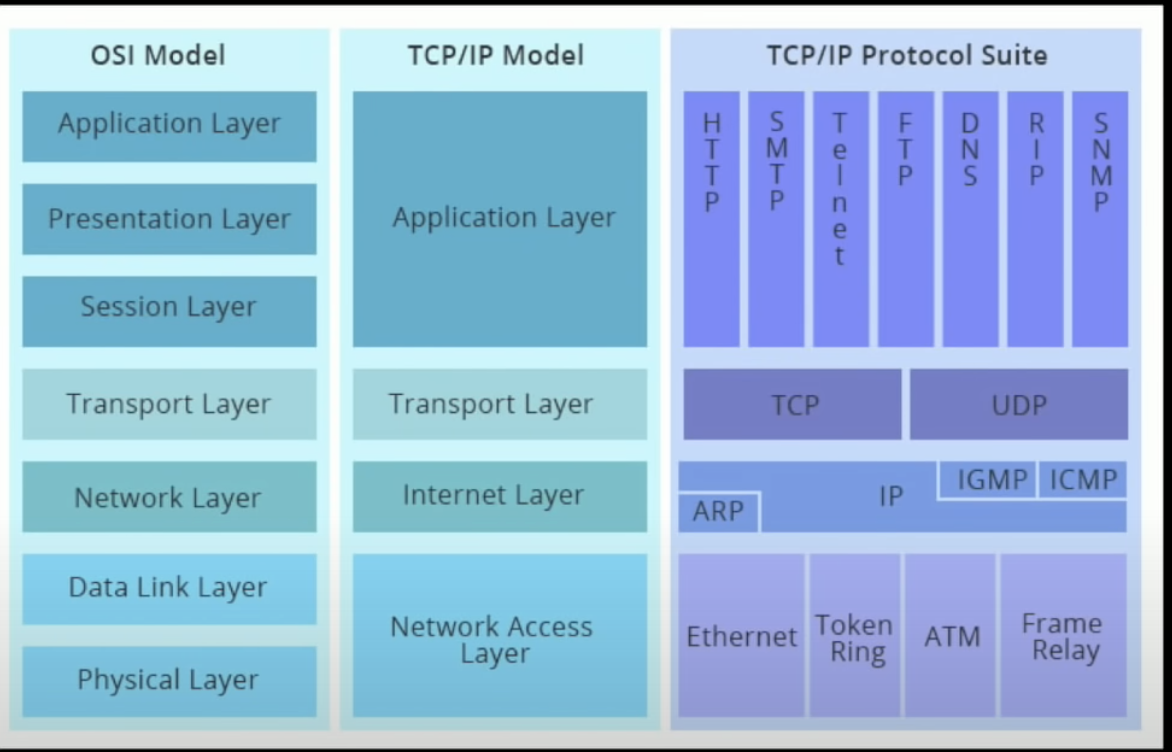 OSI Model
Application Layer
Presentation Layer
Session Layer
Transport Layer
Network Layer
Data Link Layer
Physical Layer
TCP/IP Model
Application Layer
Transport Layer
Internet Layer
Network Access
Layer
TCP/IP Protocol Suite
HTTP
SMTP
Telnet
FTP
DNS
RIP
SNMP
TCP
UDP
ARP
IP
IGMP
ICMP
Ethernet
Token
Ring
ATM
Frame
Relay